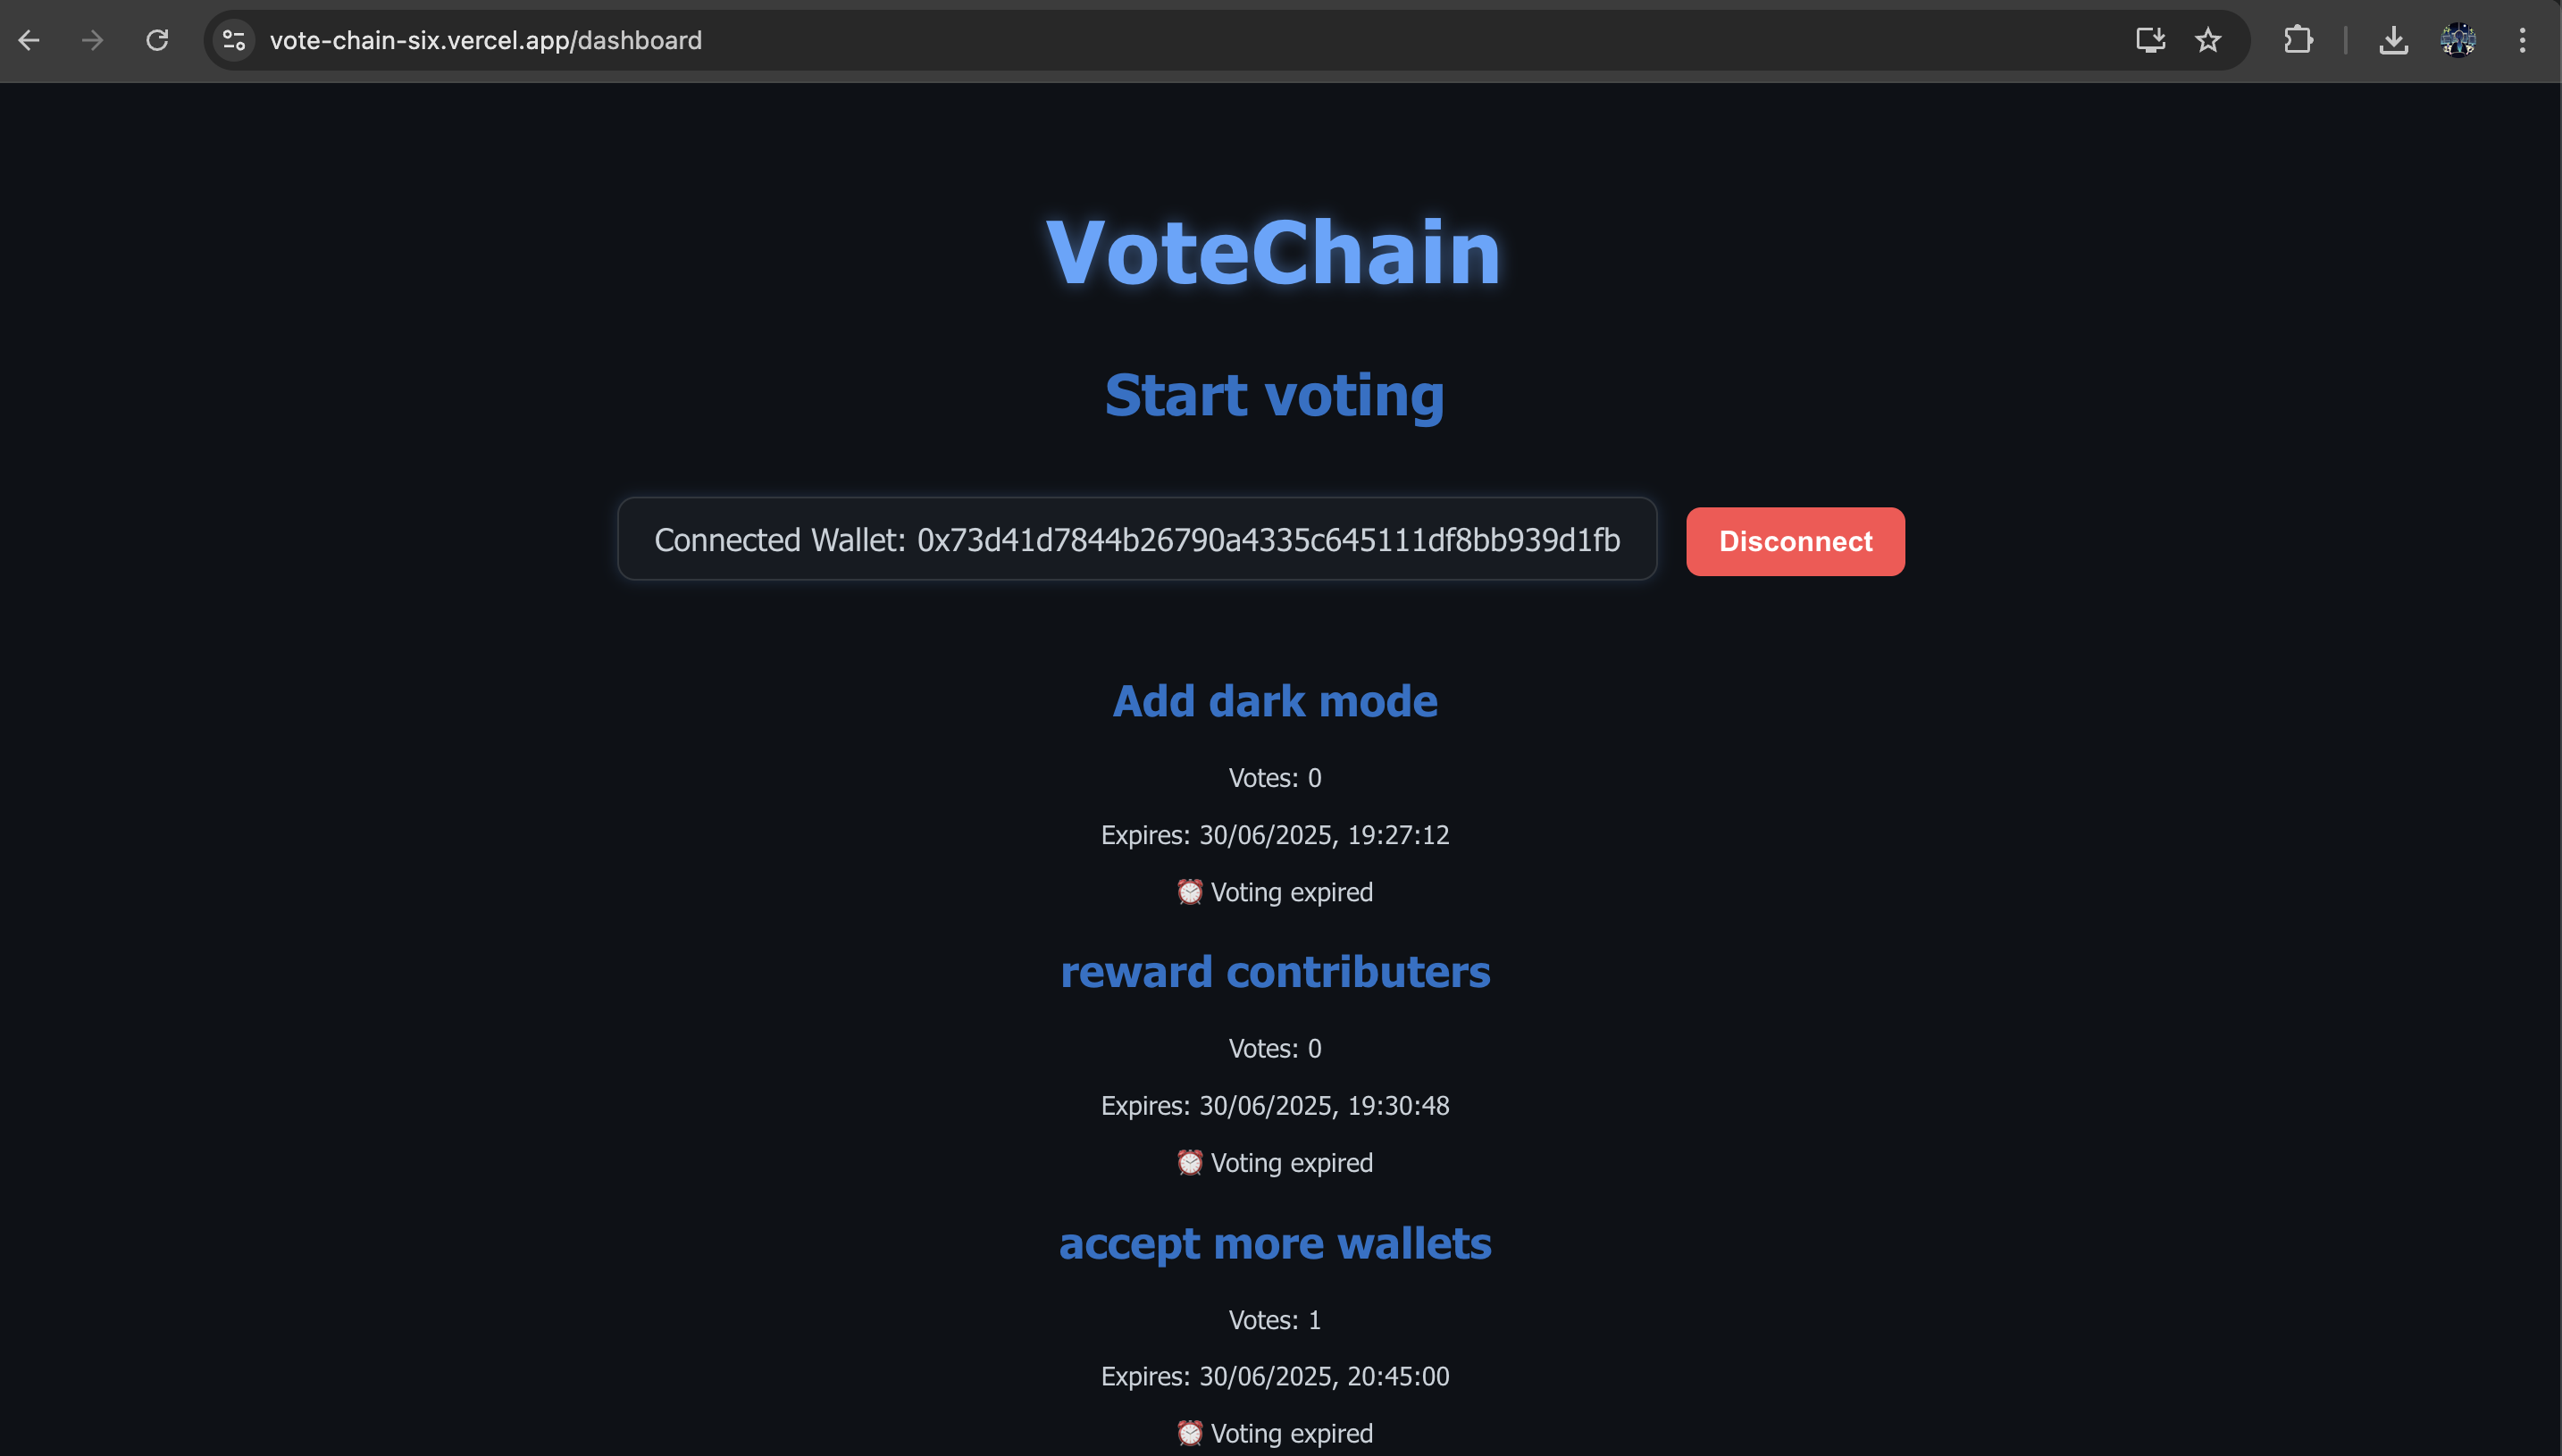 vote-chain-six.vercel.app/dashboard
VoteChain
Start voting
Connected Wallet: 0x73d41d7844b26790a4335c645111df8bb939d1fb
Disconnect
Add dark mode
Votes: 0
Expires: 30/06/2025, 19:27:12
⏰ Voting expired
reward contributers
Votes: 0
Expires: 30/06/2025, 19:30:48
⏰ Voting expired
accept more wallets
Votes: 1
Expires: 30/06/2025, 20:45:00
⏰ Voting expired